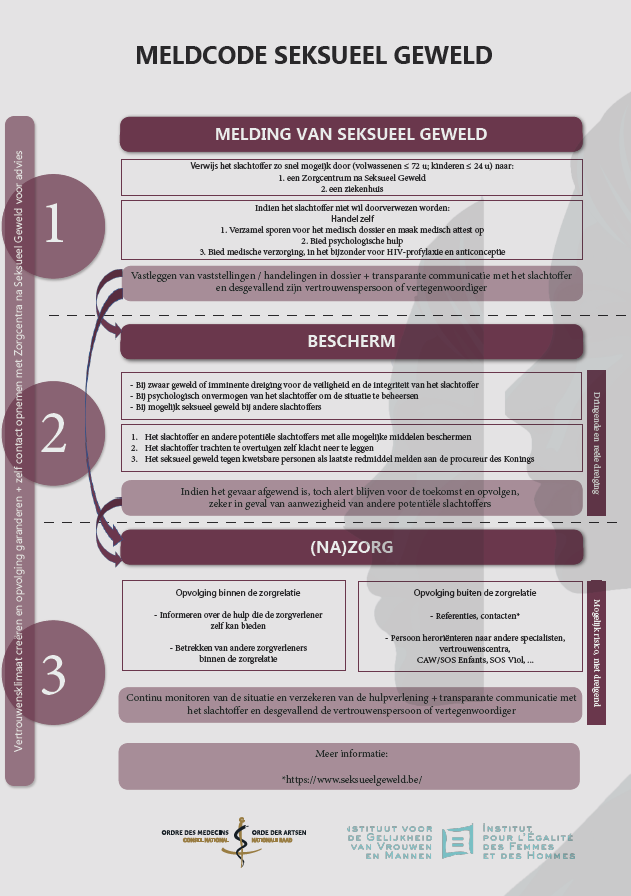 MELDCODE SEKSUEEL GEWELD
Vertrouwensklimaat creëren en opvolging garanderen + zelf contact opnemen met Zorgcentra na Seksueel Geweld voor advies
1
MELDING VAN SEKSUEEL GEWELD
Verwijs het slachtoffer zo snel mogeijk door (volwassenen ≤ 72 u; kinderen ≤ 24 u) naar:
1. een Zorgcentrum na Seksueel Geweld
2. een ziekenhuis
Indien het slachtoffer niet wil doorverwezen worden:
Handel zelf
1. Verzamel sporen voor het medisch dossier en maak medisch attest op
2. Bied psychologische hulp
3. Bied medische verzorging, in het bijzonder voor HIV-profylaxie en anticonceptie
Vastleggen van vaststellingen / handelingen in dossier + transparante communicatie met het slachtoffer
en desgevallend zijn vertrouwenspersoon of vertegenwoordiger
2
BESCHERM
- Bij zwaar geweld of imminente dreiging voor de veiligheid en de integriteit van het slachtoffer
- Bij psychologisch onvermogen van het slachtoffer om de situatie te beheersen
- Bij mogelijk seksueel geweld bij andere slachtoffers
1. Het slachtoffer en andere potentiële slachtoffers met alle mogelijke middelen beschermen
2. Het slachtoffer trachten te overtuigen zelf klacht neer te leggen
3. Het seksueel geweld tegen kwetsbare personen als laatste redmiddel melden aan de procureur des Konings
Dringende en reële dreiging
Indien het gevaar afgewend is, toch alert blijven voor de toekomst en opvolgen,
zeker in geval van aanwezigheid van andere potentiële slachtoffers
3
(NA)ZORG
Opvolging binnen de zorgrelatie
- Informeren over de hulp die de zorgverlener
zelf kan bieden
- Betrekken van andere zorgverleners
binnen de zorgrelatie
Opvolging buiten de zorgrelatie
- Referenties, contacten*
- Persoon heroriënteren naar andere specialisten,
vertrouwenscentra,
CAW/SOS Enfants, SOS Viol, ...
Mogelijk risico, niet dreigend
Continu monitoren van de situatie en verzekeren van de hulpverlening + transparante communicatie met
het slachtoffer en desgevallend de vertrouwenspersoon of vertegenwoordiger
Meer informatie:
*https://www.seksueelgeweld.be/
ORDRE DES MEDECINS
CONSEIL NATIONAL
ORDE DER ARTSEN
NATIONALE RAAD
INSTITUUT VOOR
DE GELIJKHEID
VAN VROUWEN
EN MANNEN
INSTITUT
POUR L'ÉGALITÉ
DES FEMMES
ET DES HOMMES